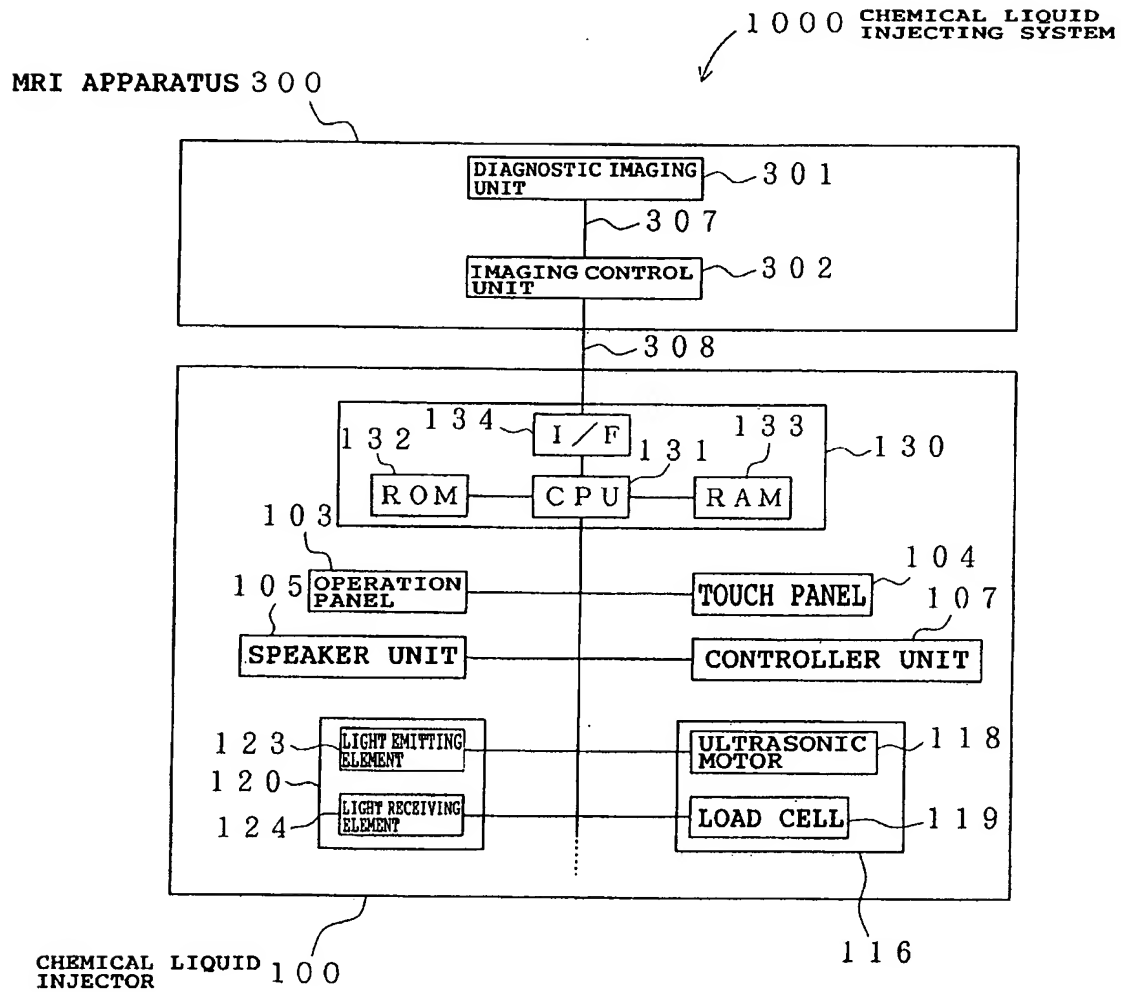 1000 CHEMICAL LIQUID
INJECTING SYSTEM
MRI APPARATUS 300
DIAGNOSTIC IMAGING
UNIT
301
307
IMAGING CONTROL
UNIT
302
308
134
I/F
133
132
131
130
ROM
CPU
RAM
103
104
OPERATION
PANEL
TOUCH PANEL
105
107
SPEAKER UNIT
CONTROLLER UNIT
123
LIGHT EMITTING
ELEMENT
ULTRASONIC
MOTOR
118
120
124
LIGHT RECEIVING
ELEMENT
LOAD CELL
119
116
CHEMICAL LIQUID
INJECTOR
100